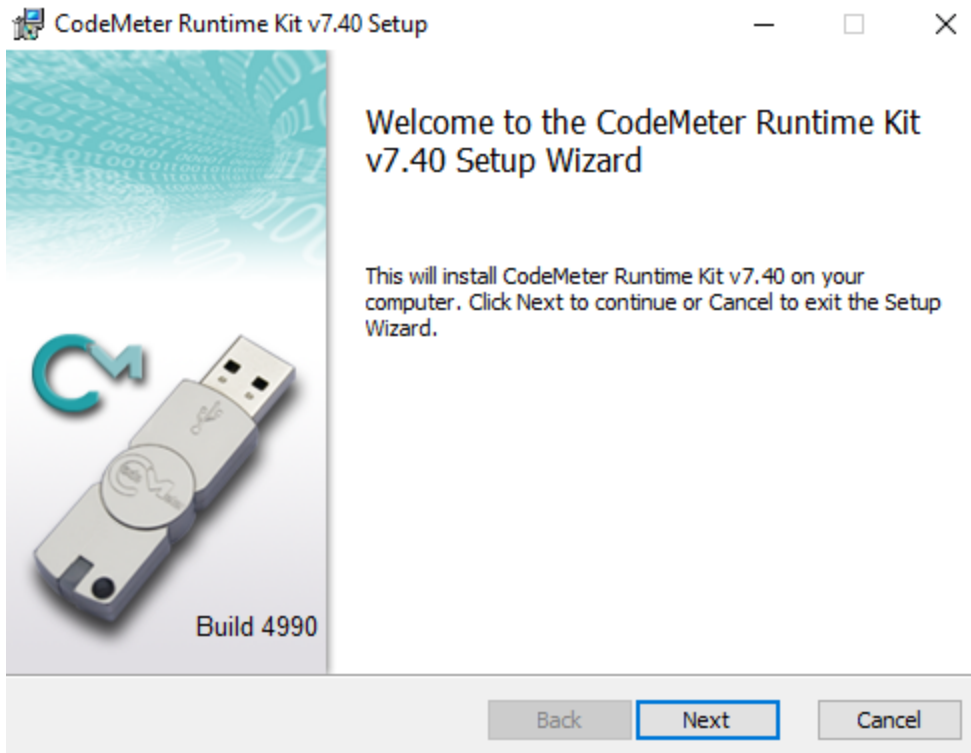 CodeMeter Runtime Kit v7.40 Setup
Welcome to the CodeMeter Runtime Kit
v7.40 Setup Wizard
This will install CodeMeter Runtime Kit v7.40 on your
computer. Click Next to continue or Cancel to exit the Setup
Wizard.
CM
Build 4990
Back
Next
Cancel